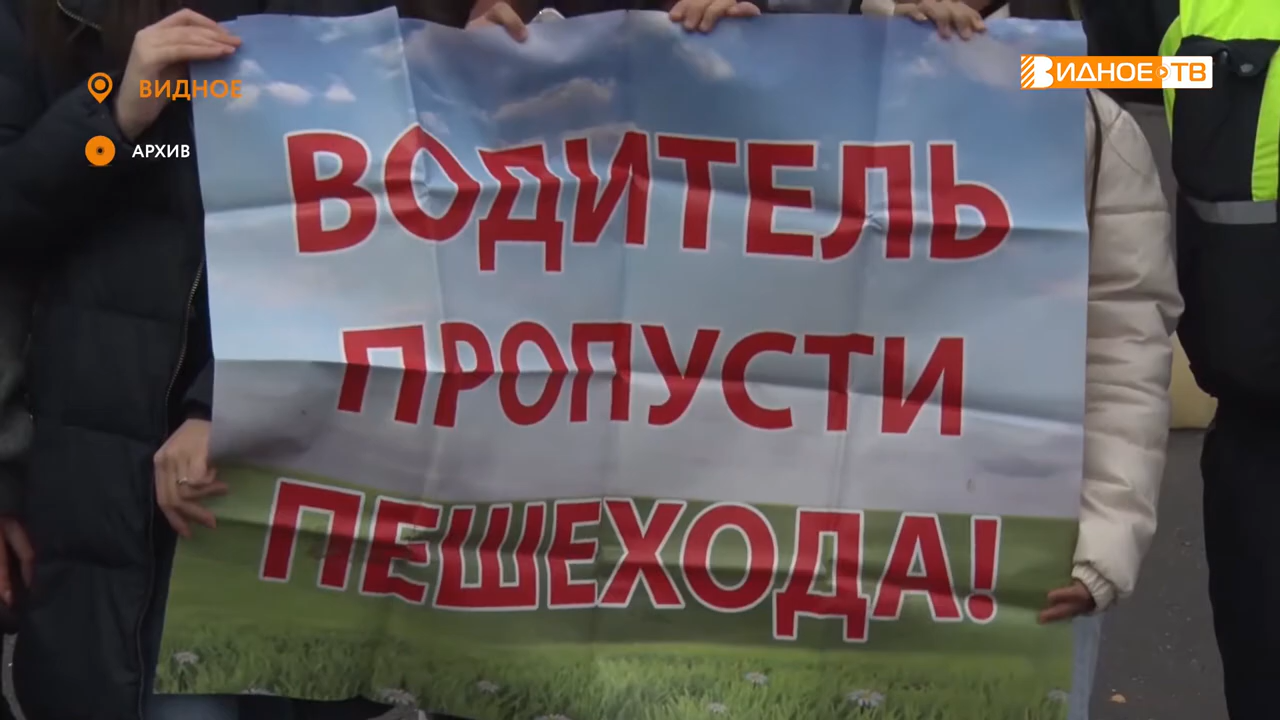 ВИДНОЕ
АРХИВ
ВИДНОЕ ТВ
ВОДИТЕЛЬ
ПРОПУСТИ
ПЕШЕХОДА!